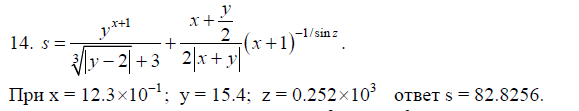 14. s = y^(x+1) / (∛|y−2| + 3) + (x + y/2) / (2|x+y|) (x+1)^(−1/sin z) .
При x = 12.3×10⁻¹; y = 15.4; z = 0.252×10³ ответ s = 82.8256.